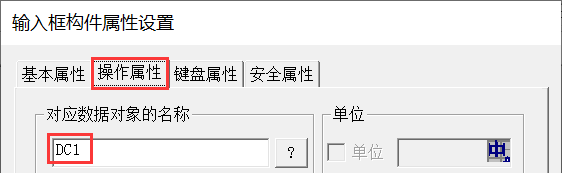 输入框构件属性设置
基本属性 操作属性 键盘属性 安全属性
对应数据对象的名称 单位
DC1 ? 单位 中